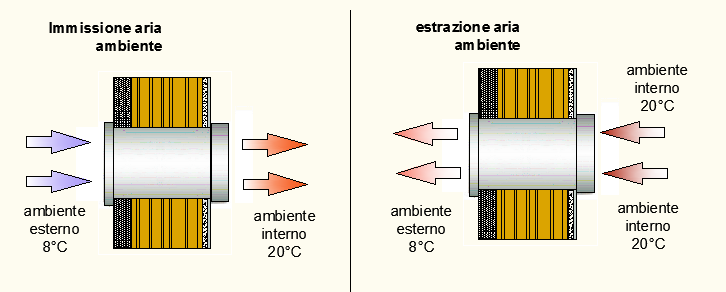 Immissione aria
ambiente
ambiente
esterno
8°C
ambiente
interno
20°C
estrazione aria
ambiente
ambiente
interno
20°C
ambiente
esterno
8°C
ambiente
interno
20°C